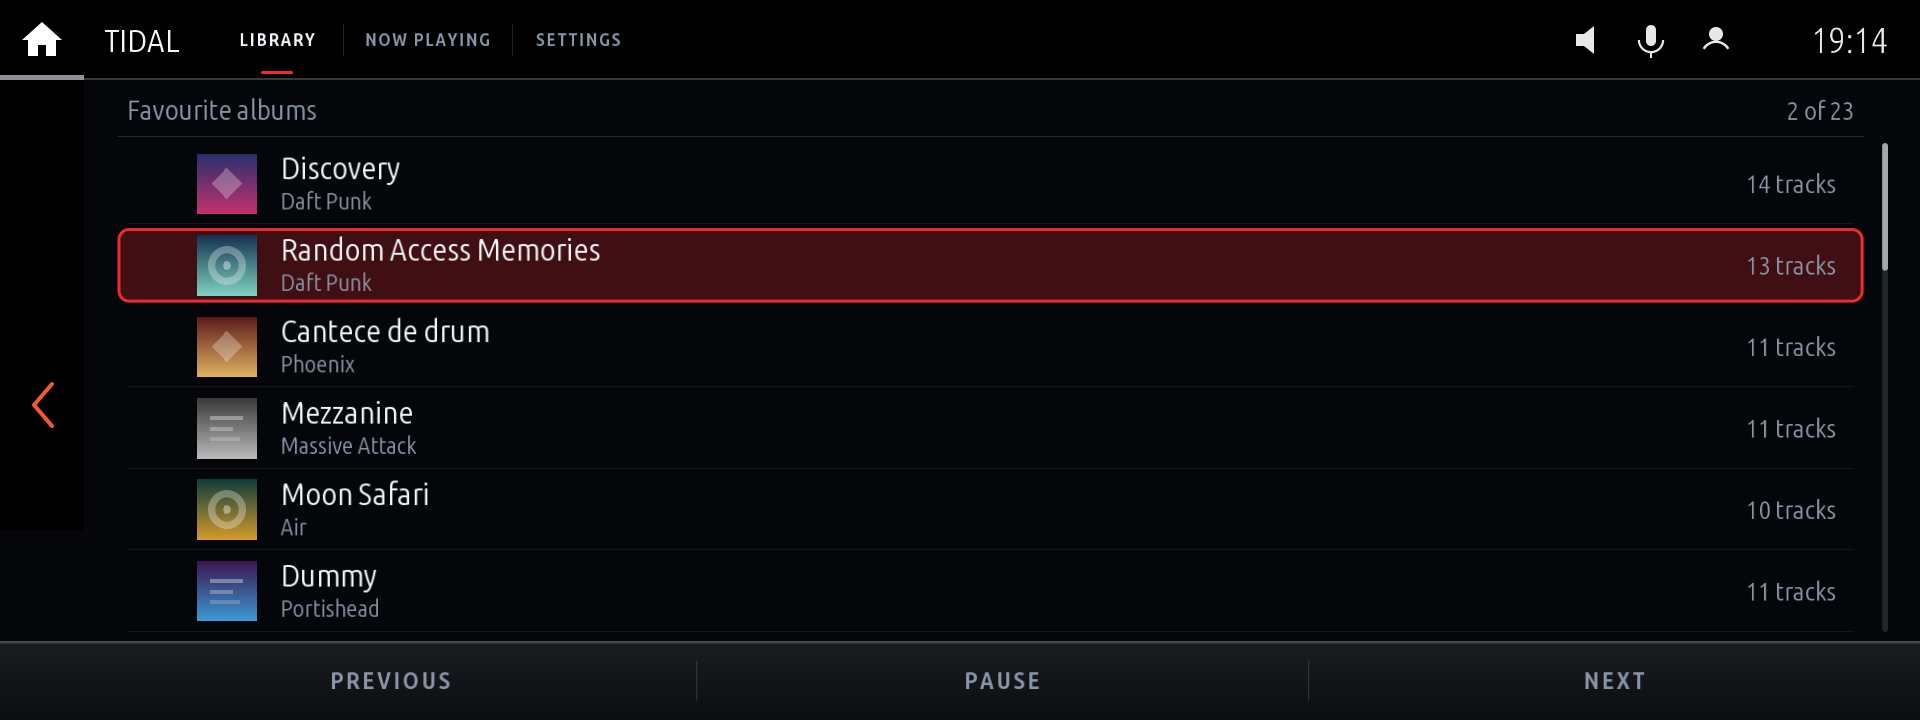 TIDAL
LIBRARY
NOW PLAYING
SETTINGS
19:14
Favourite albums
2 of 23
Discovery
Daft Punk
14 tracks
Random Access Memories
Daft Punk
13 tracks
Cantece de drum
Phoenix
11 tracks
Mezzanine
Massive Attack
11 tracks
Moon Safari
Air
10 tracks
Dummy
Portishead
11 tracks
PREVIOUS
PAUSE
NEXT